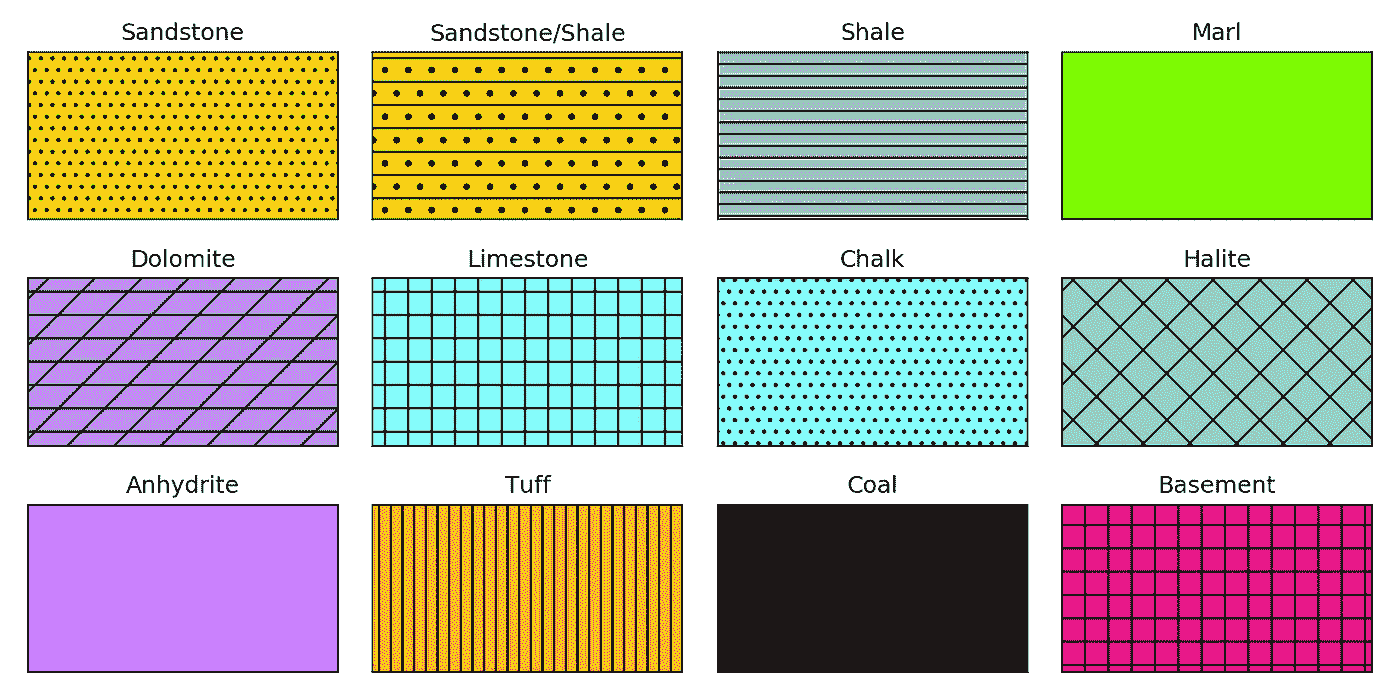 Sandstone
Sandstone/Shale
Shale
Marl
Dolomite
Limestone
Chalk
Halite
Anhydrite
Tuff
Coal
Basement